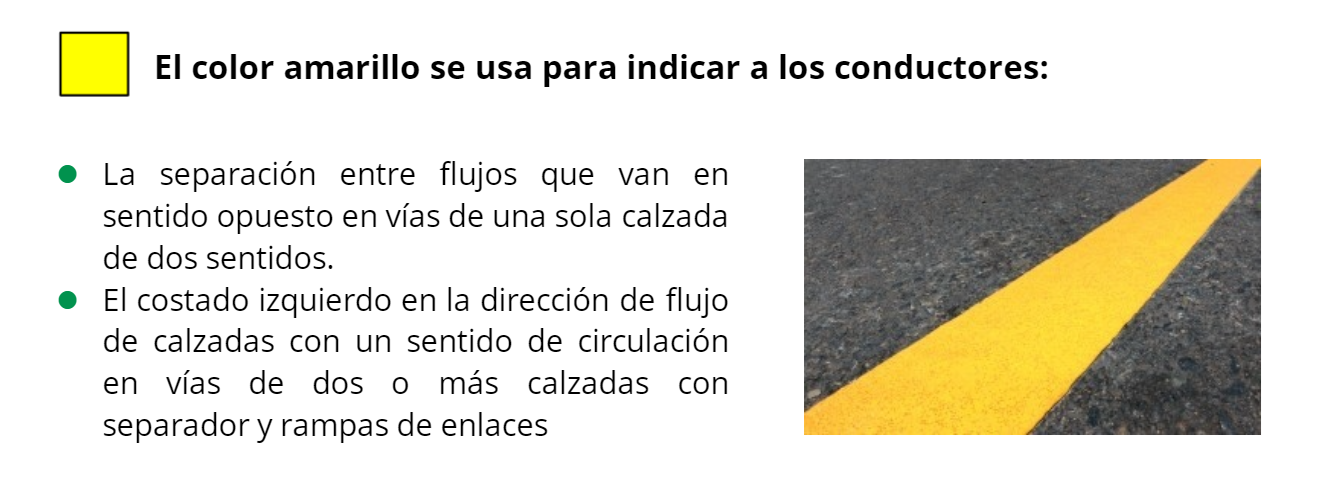 El color amarillo se usa para indicar a los conductores:
La separación entre flujos que van en
sentido opuesto en vías de una sola calzada
de dos sentidos.
El costado izquierdo en la dirección de flujo
de calzadas con un sentido de circulación
en vías de dos o más calzadas con
separador y rampas de enlaces